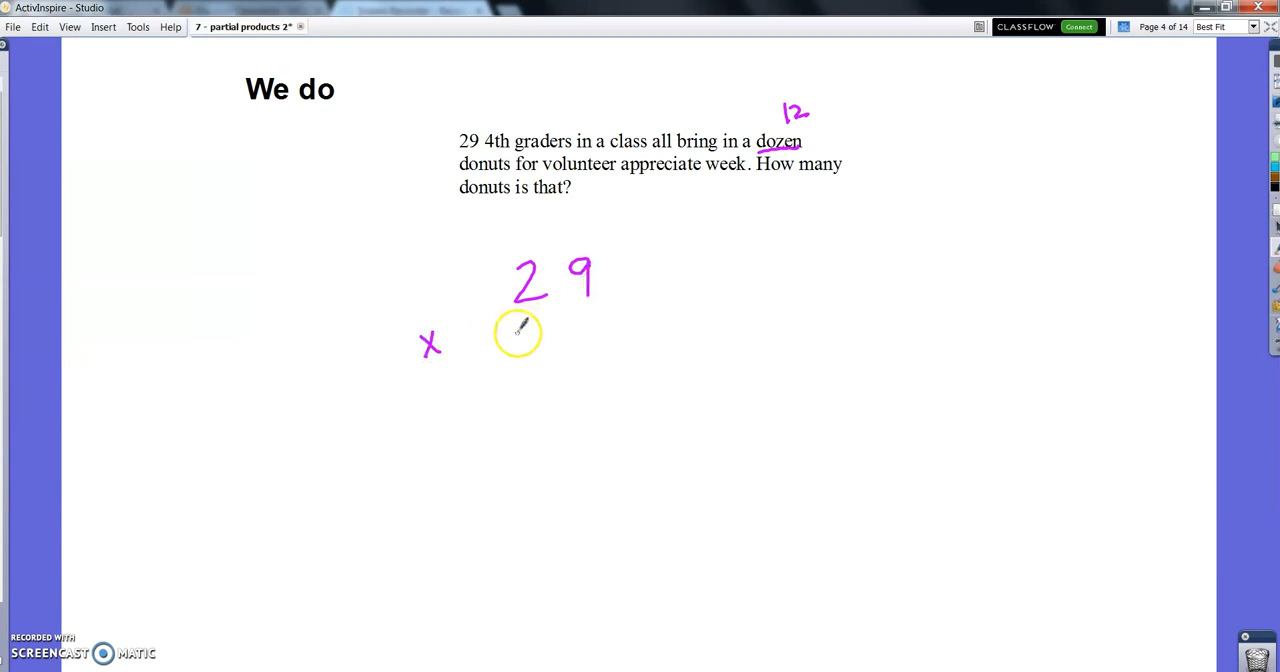 ActivInspire - Studio
File Edit View Insert Tools Help 7 - partial products 2* CLASSFLOW Connect Page 4 of 14 Best Fit
We do
12
29 4th graders in a class all bring in a dozen
donuts for volunteer appreciate week. How many
donuts is that?
29
x
RECORDED WITH
SCREENCAST MATIC